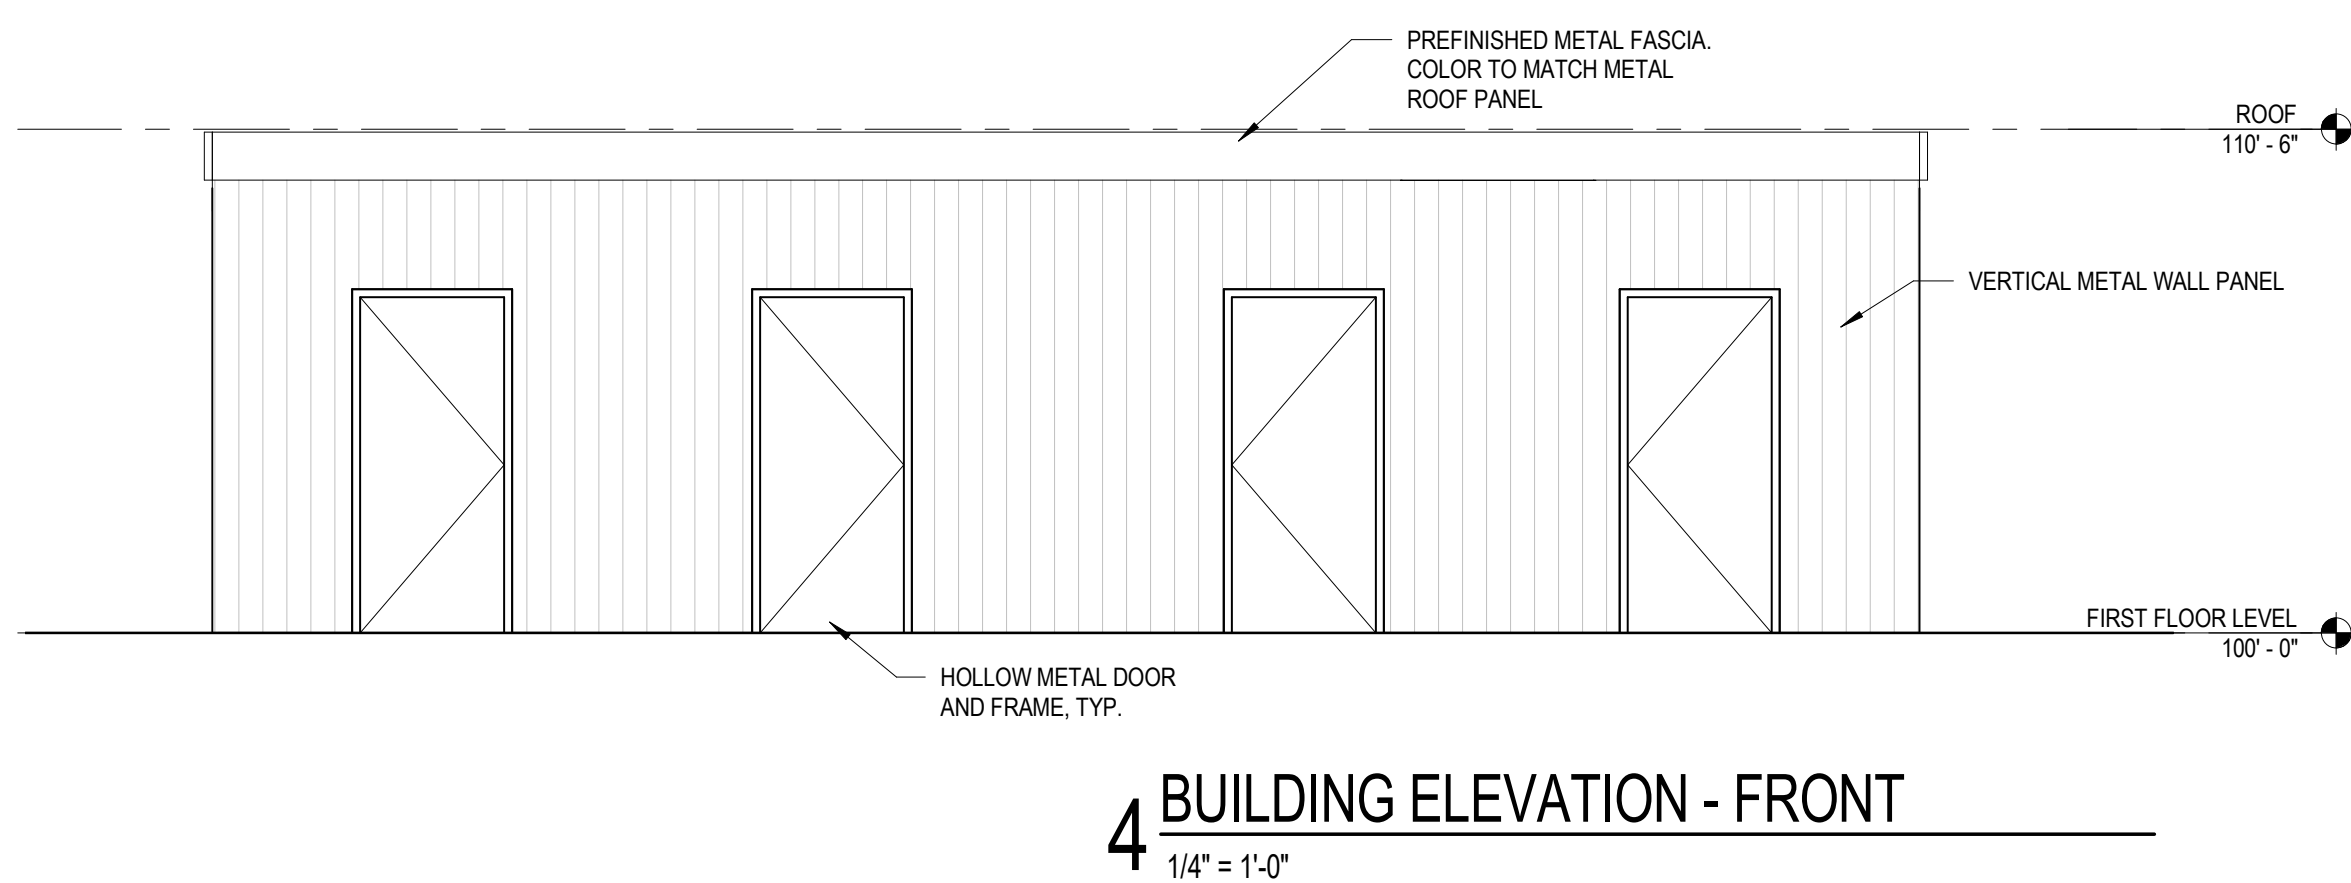 PREFINISHED METAL FASCIA.
COLOR TO MATCH METAL
ROOF PANEL
ROOF
110' - 6"
VERTICAL METAL WALL PANEL
FIRST FLOOR LEVEL
100' - 0"
HOLLOW METAL DOOR
AND FRAME, TYP.
4 BUILDING ELEVATION - FRONT
1/4" = 1'-0"